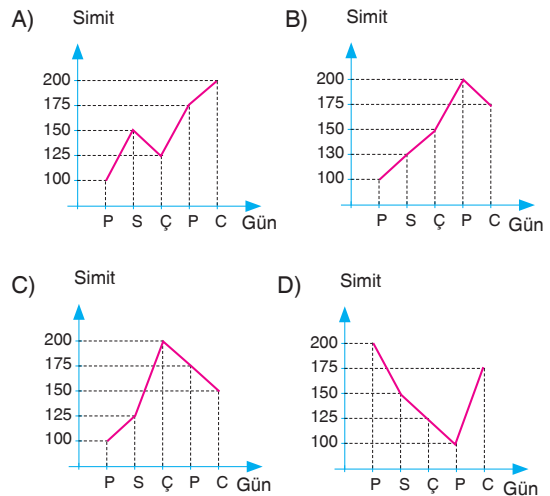 A) Simit
200
175
150
125
100
P S Ç P C Gün
B) Simit
200
175
150
130
100
P S Ç P C Gün
C) Simit
200
175
150
125
100
P S Ç P C Gün
D) Simit
200
175
150
125
100
P S Ç P C Gün